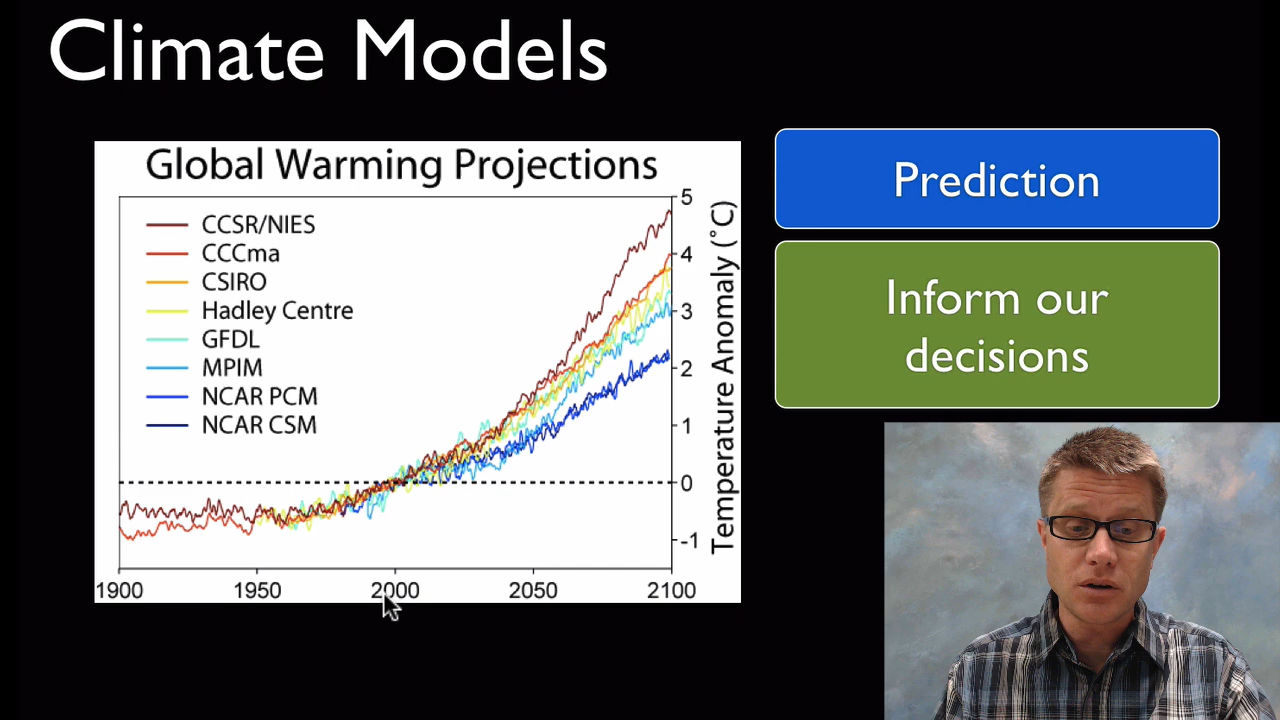 Climate Models
Global Warming Projections
CCSR/NIES
CCCma
CSIRO
Hadley Centre
GFDL
MPIM
NCAR PCM
NCAR CSM
5
4
3
2
1
0
-1
Temperature Anomaly (˚C)
1900 1950 2000 2050 2100
Prediction
Inform our
decisions